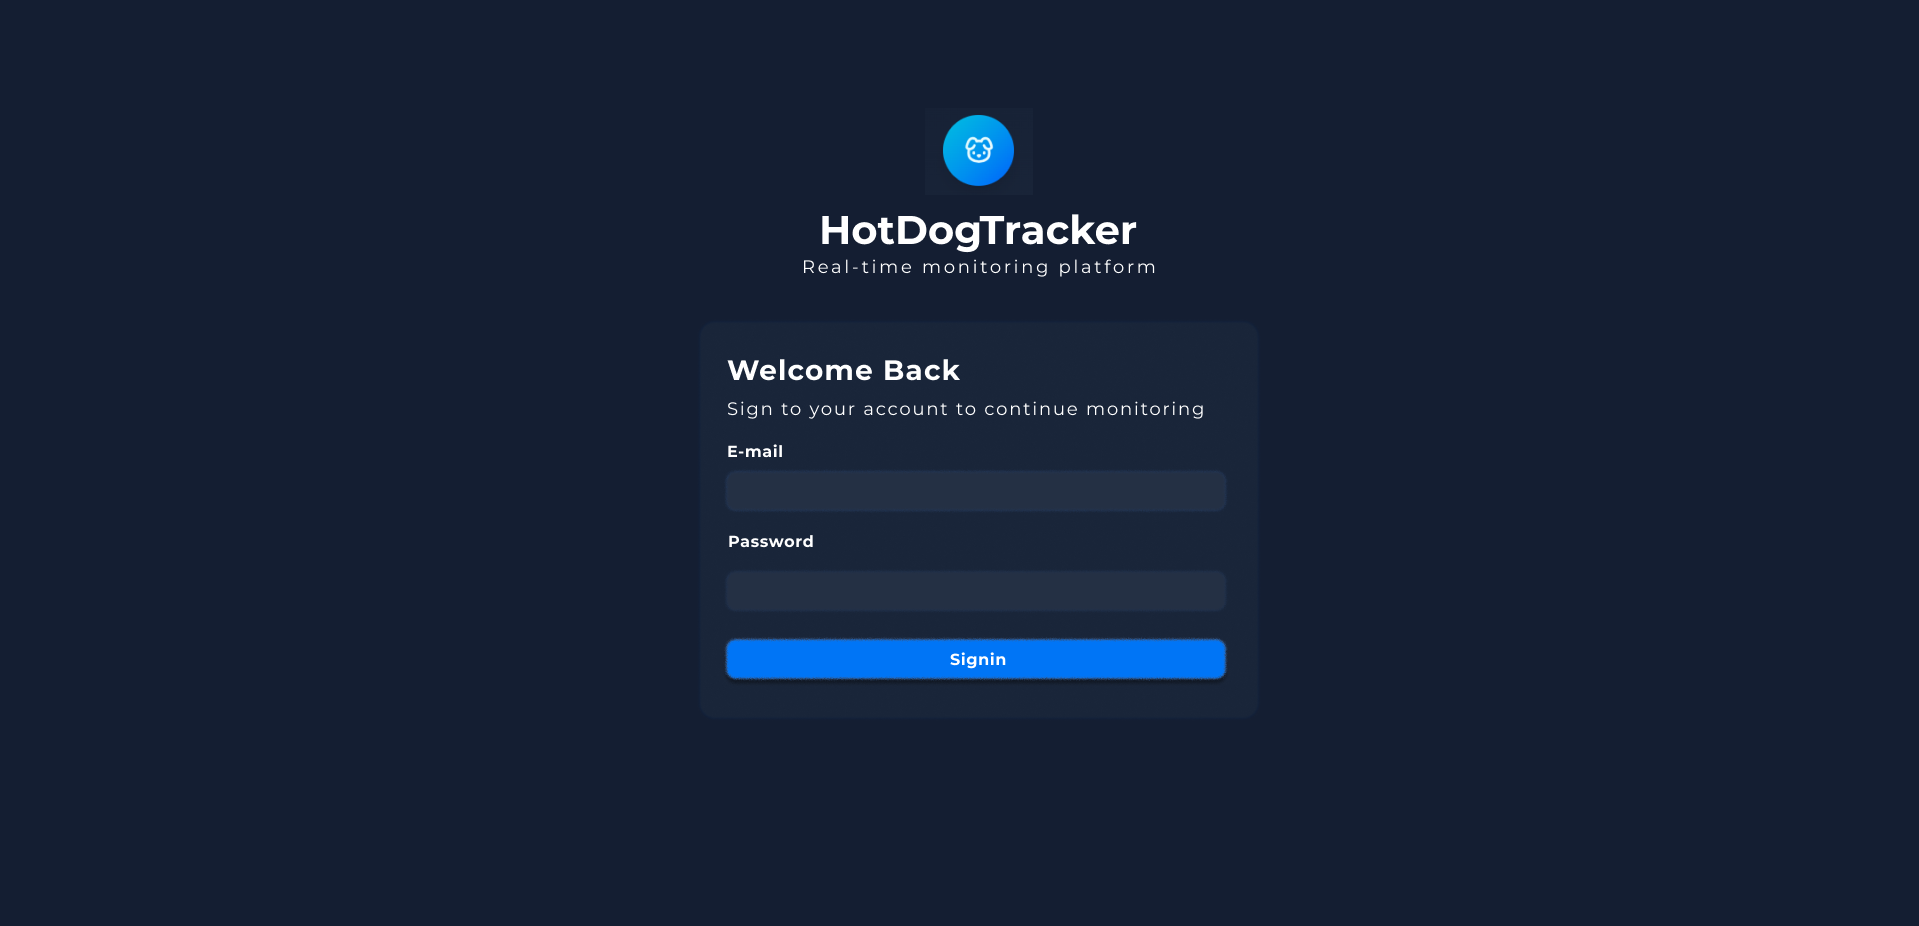 HotDogTracker
Real-time monitoring platform
Welcome Back
Sign to your account to continue monitoring
E-mail
Password
Signin